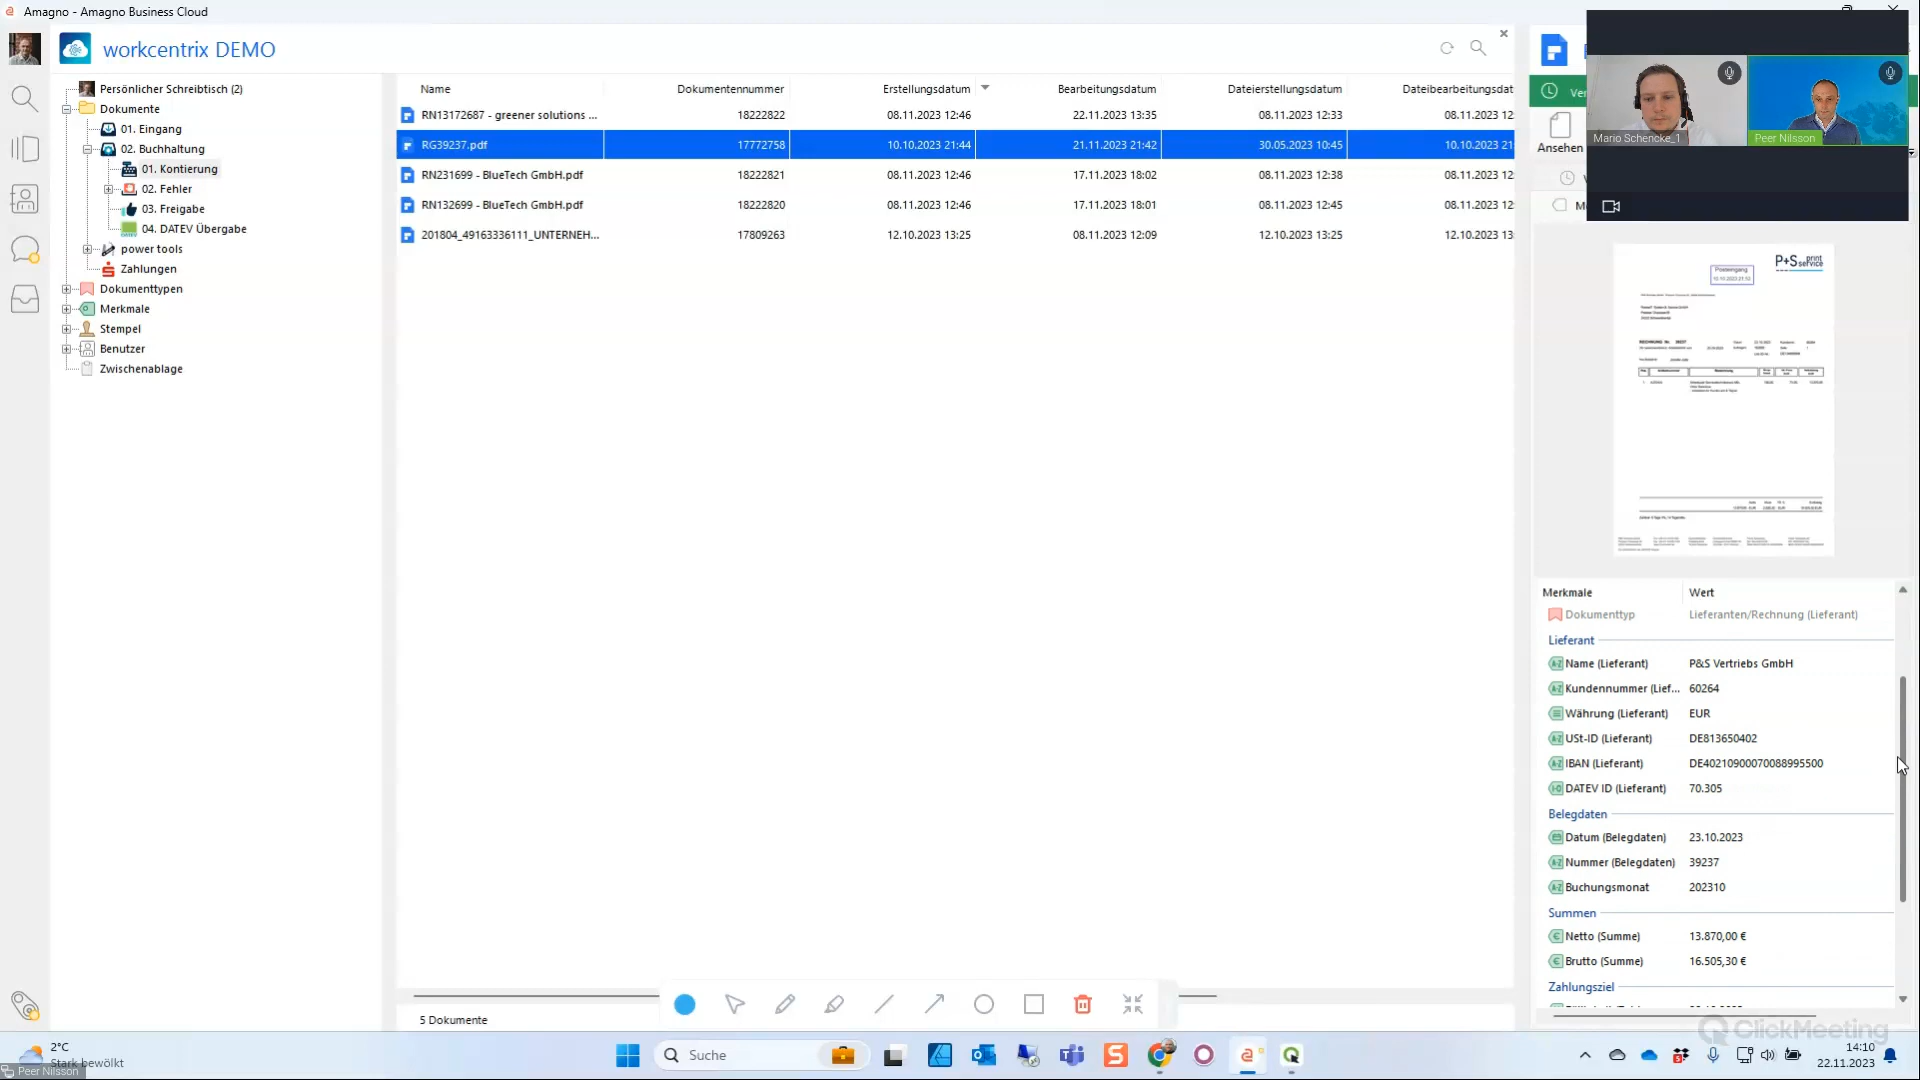 Amagno - Amagno Business Cloud
workcentrix DEMO
Persönlicher Schreibtisch (2)
Dokumente
01. Eingang
02. Buchhaltung
01. Kontierung
02. Fehler
03. Freigabe
04. DATEV Übergabe
power tools
Zahlungen
Dokumenttypen
Merkmale
Stempel
Benutzer
Zwischenablage
Name Dokumentennummer Erstellungsdatum Bearbeitungsdatum Dateierstellungsdatum Dateibearbeitungsdat
RN13172687 - greener solutions ... 18222822 08.11.2023 12:46 22.11.2023 13:35 08.11.2023 12:33 08.11.2023 12:
RG39237.pdf 17772758 10.10.2023 21:44 21.11.2023 21:42 30.05.2023 10:45 10.10.2023 21:
RN231699 - BlueTech GmbH.pdf 18222821 08.11.2023 12:46 17.11.2023 18:02 08.11.2023 12:38 08.11.2023 12:
RN132699 - BlueTech GmbH.pdf 18222820 08.11.2023 12:46 17.11.2023 18:01 08.11.2023 12:45 08.11.2023 12:
201804_49163336111_UNTERNEH... 17809263 12.10.2023 13:25 08.11.2023 12:09 12.10.2023 13:25 12.10.2023 13:
5 Dokumente
Ve
Ansehen
Mario Schencke_1
Peer Nilsson
P+S print service
Posteingang
Merkmale Wert
Dokumenttyp Lieferanten/Rechnung (Lieferant)
Lieferant
Name (Lieferant) P&S Vertriebs GmbH
Kundennummer (Lief... 60264
Währung (Lieferant) EUR
USt-ID (Lieferant) DE813650402
IBAN (Lieferant) DE40210900070088995500
DATEV ID (Lieferant) 70.305
Belegdaten
Datum (Belegdaten) 23.10.2023
Nummer (Belegdaten) 39237
Buchungsmonat 202310
Summen
Netto (Summe) 13.870,00 €
Brutto (Summe) 16.505,30 €
Zahlungsziel
ClickMeeting
2°C
Stark bewölkt
Peer Nilsson
Suche
14:10
22.11.2023